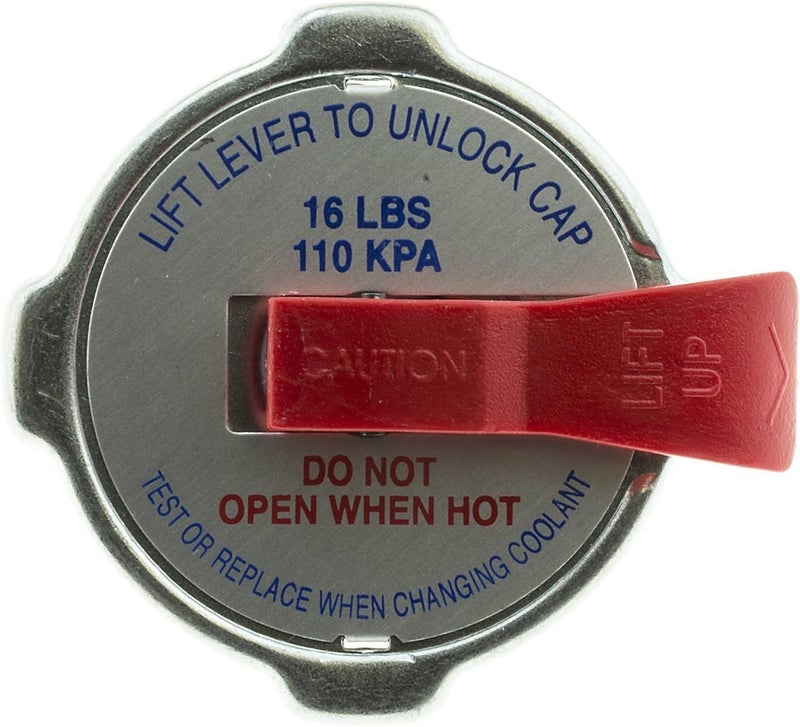 LIFT LEVER TO UNLOCK CAP
16 LBS
110 KPA
CAUTION
LIFT
UP
DO NOT
OPEN WHEN HOT
TEST OR REPLACE WHEN CHANGING COOLANT